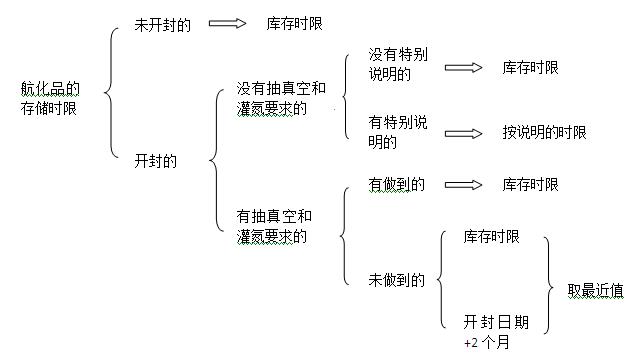 未开封的
库存时限
航化品的
存储时限
没有抽真空和
灌氮要求的
没有特别
说明的
库存时限
有特别说
明的
按说明的时限
开封的
有抽真空和
灌氮要求的
有做到的
库存时限
未做到的
库存时限
开封日期
+2个月
取最近值